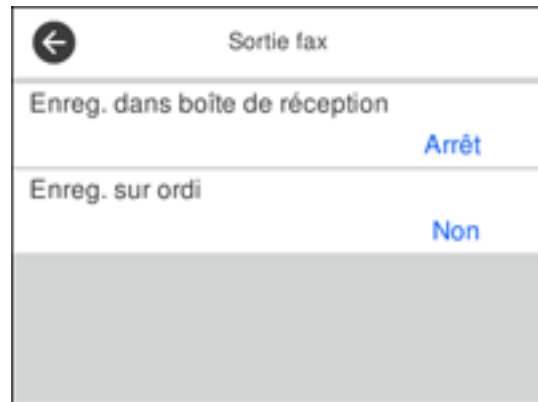 Sortie fax
Enreg. dans boîte de réception
Arrêt
Enreg. sur ordi
Non